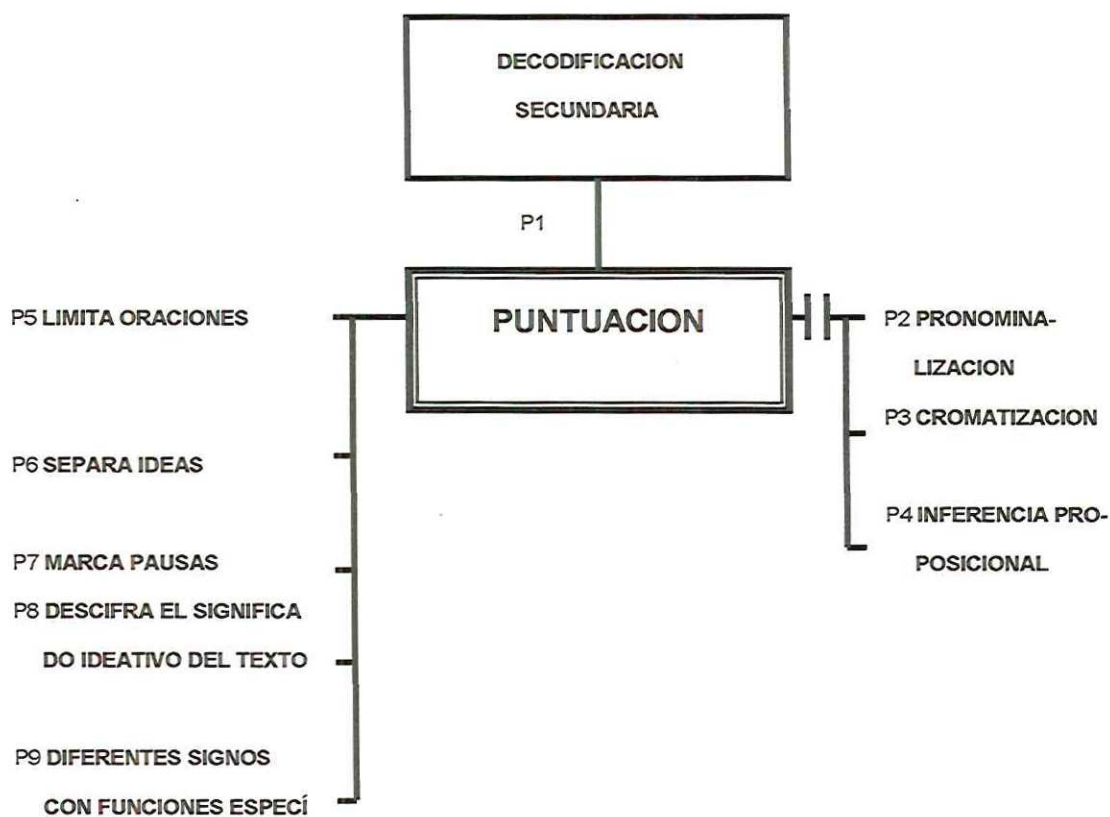 DECODIFICACION
SECUNDARIA
P1
PUNTUACION
P5 LIMITA ORACIONES
P6 SEPARA IDEAS
P7 MARCA PAUSAS
P8 DESCIFRA EL SIGNIFICA
DO IDEATIVO DEL TEXTO
P9 DIFERENTES SIGNOS
CON FUNCIONES ESPECÍ
P2 PRONOMINA-
LIZACION
P3 CROMATIZACION
P4 INFERENCIA PRO-
POSICIONAL